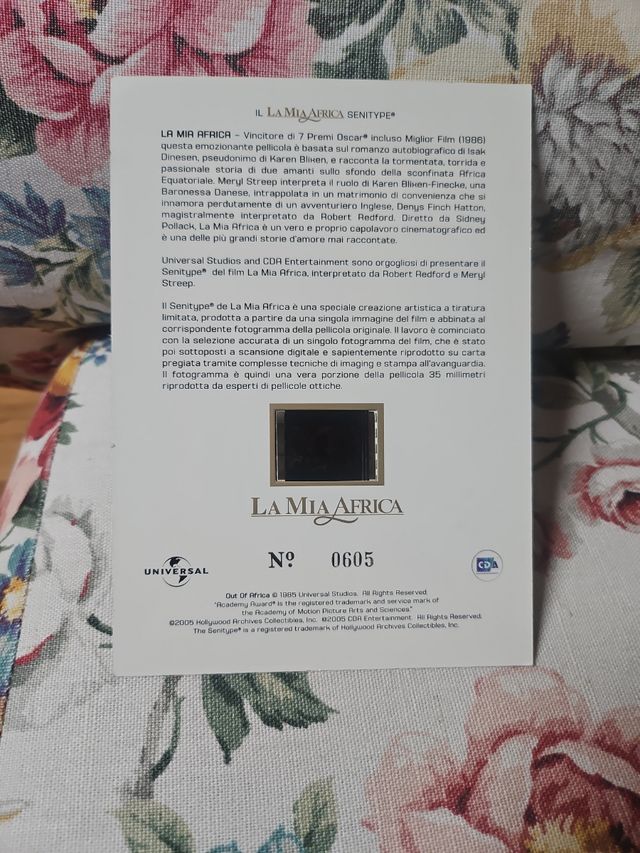 IL LA MIA AFRICA SENITYPE®
LA MIA AFRICA – Vincitore di 7 Premi Oscar® incluso Miglior Film (1986)
questa emozionante pellicola è basata sul romanzo autobiografico di Isak
Dinesen, pseudonimo di Karen Blixen, e racconta la tormentata, torrida e
passionale storia di due amanti sullo sfondo della sconfinata Africa
Equatoriale. Meryl Streep interpreta il ruolo di Karen Blixen-Finecke, una
Baronessa Danese, intrappolata in un matrimonio di convenienza che si
innamora perdutamente di un avventuriero Inglese, Denys Finch Hatton,
magistralmente interpretato da Robert Redford. Diretto da Sidney
Pollack, La Mia Africa è un vero e proprio capolavoro cinematografico ed
è una delle più grandi storie d'amore mai raccontate.
Universal Studios and CDA Entertainment sono orgogliosi di presentare il
Senitype® del film La Mia Africa, interpretato da Robert Redford e Meryl
Streep.
Il Senitype® de La Mia Africa è una speciale creazione artistica a tiratura
limitata, prodotta a partire da una singola immagine del film e abbinata al
corrispondente fotogramma della pellicola originale. Il lavoro è cominciato
con la selezione accurata di un singolo fotogramma del film, che è stato
poi sottoposti a scansione digitale e sapientemente riprodotto su carta
pregiata tramite complesse tecniche di imaging e stampa all'avanguardia.
Il fotogramma è quindi una vera porzione della pellicola 35 millimetri
riprodotta da esperti di pellicole ottiche.
LA MIA AFRICA
UNIVERSAL
Nº. 0605
CDA
Out Of Africa © 1985 Universal Studios. All Rights Reserved.
"Academy Award® is the registered trademark and service mark of
the Academy of Motion Picture Arts and Sciences."
©2005 Hollywood Archives Collectibles, Inc. ©2005 CDA Entertainment. All Rights Reserved.
The Senitype® is a registered trademark of Hollywood Archives Collectibles, Inc.